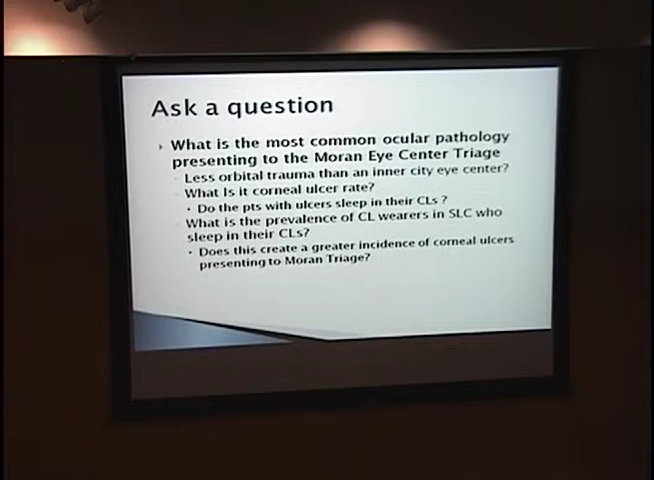 Ask a question
What is the most common ocular pathology
presenting to the Moran Eye Center Triage
Less orbital trauma than an inner city eye center?
What Is it corneal ulcer rate?
Do the pts with ulcers sleep in their CLs ?
What is the prevalence of CL wearers in SLC who
sleep in their CLs?
Does this create a greater incidence of corneal ulcers
presenting to Moran Triage?